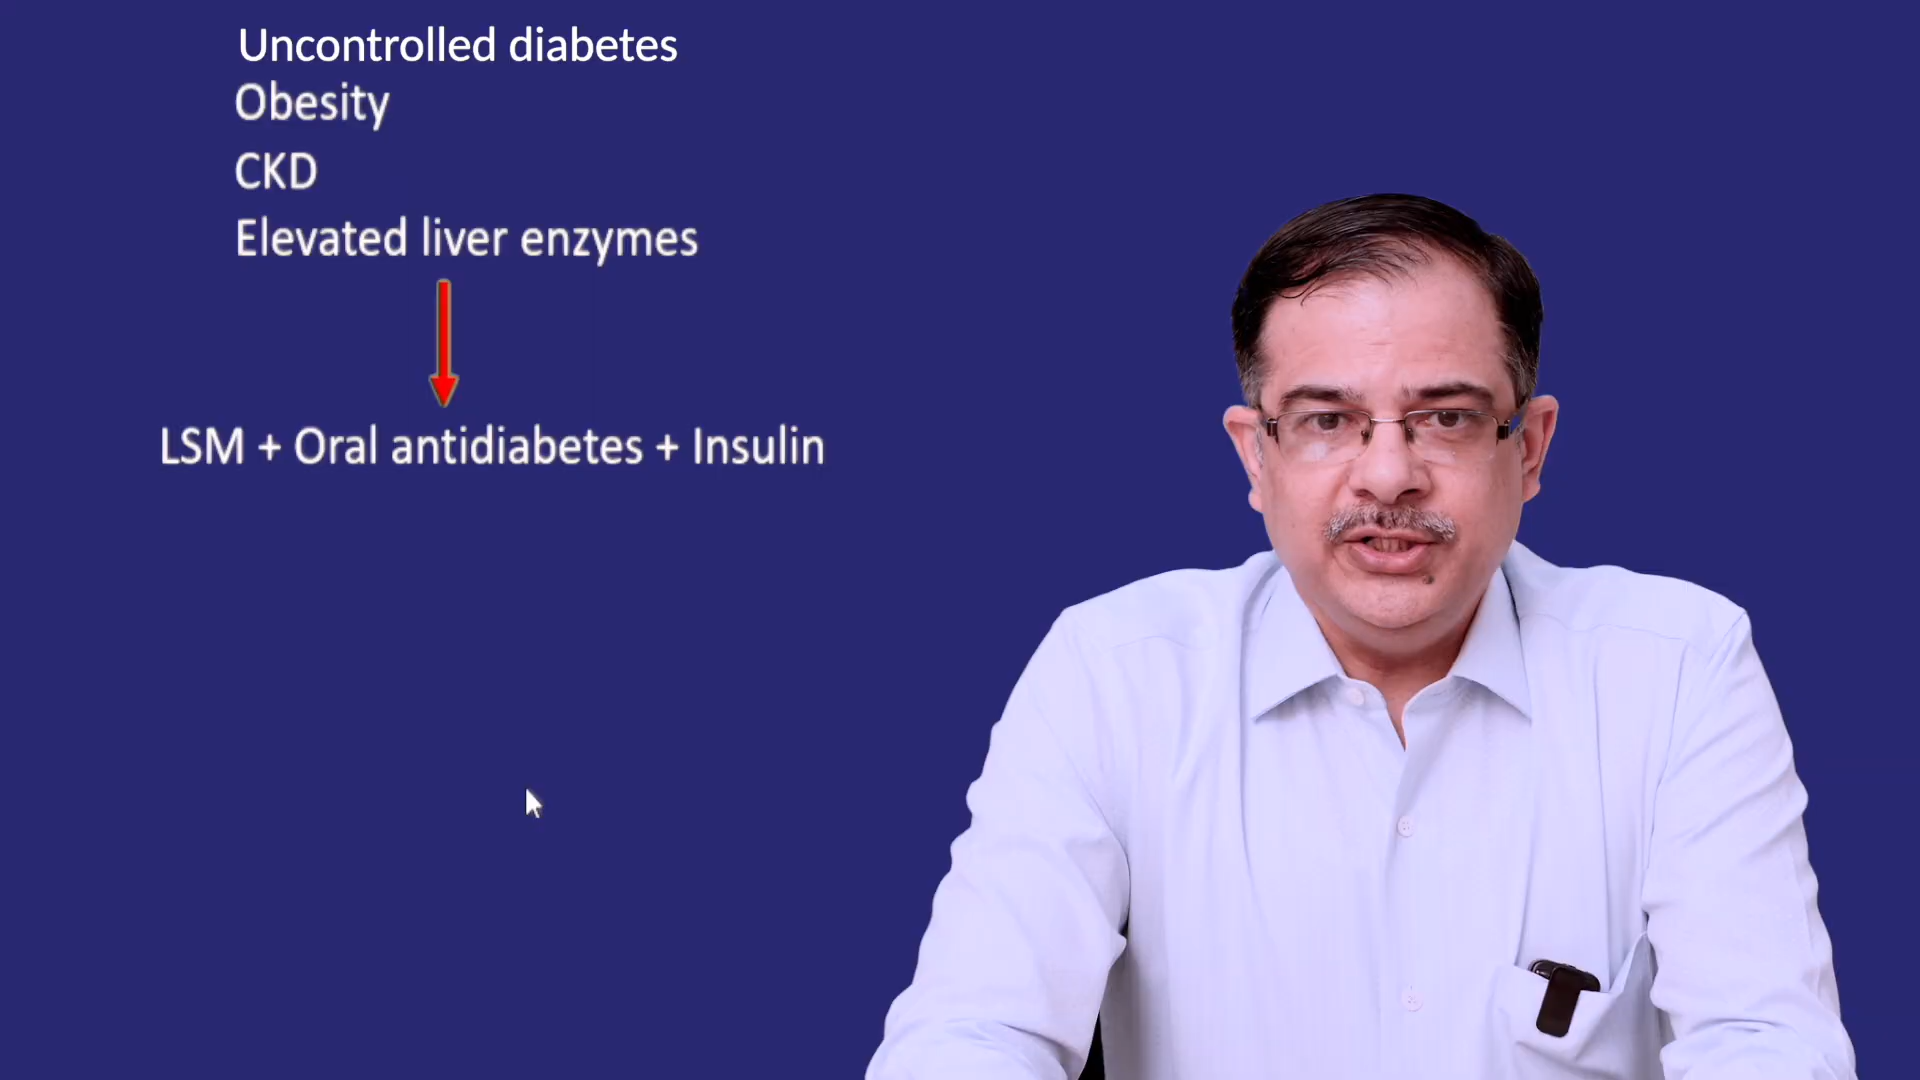 Uncontrolled diabetes
Obesity
CKD
Elevated liver enzymes
LSM + Oral antidiabetes + Insulin